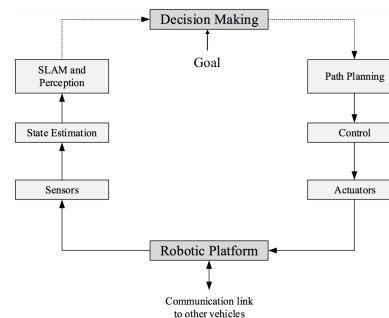 Decision Making
Goal
SLAM and
Perception
Path Planning
State Estimation
Control
Sensors
Actuators
Robotic Platform
Communication link
to other vehicles